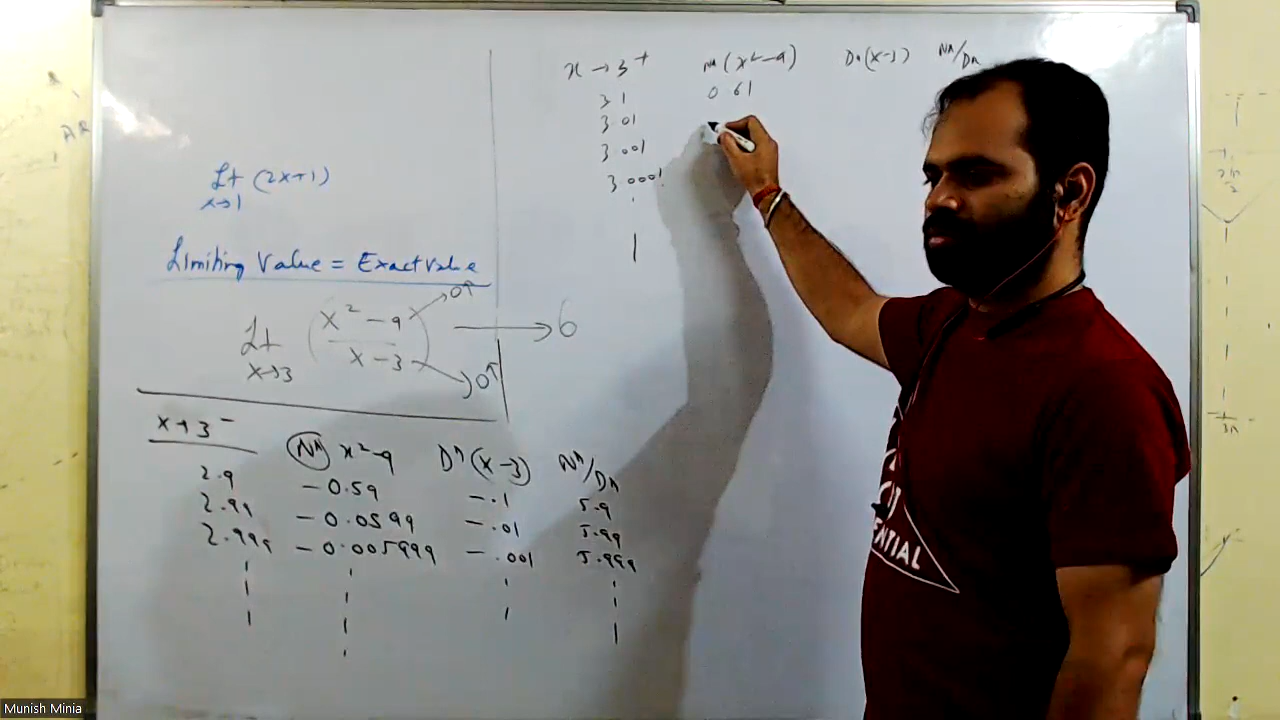 Lt (2x+1)
x→1
Limiting Value = Exact Value
Lt (x²-9 / x-3) → 6
x→3
0↑
0↑
x→3⁻ Nʳ x²-9 Dʳ(x-3) Nʳ/Dʳ
2.9 -0.59 -.1 5.9
2.99 -0.0599 -.01 5.99
2.999 -0.005999 -.001 5.999
x→3⁺ Nʳ(x²-9) Dʳ(x-3) Nʳ/Dʳ
3.1 0.61
3.01
3.001
3.0001
ENTIAL
Munish Minia